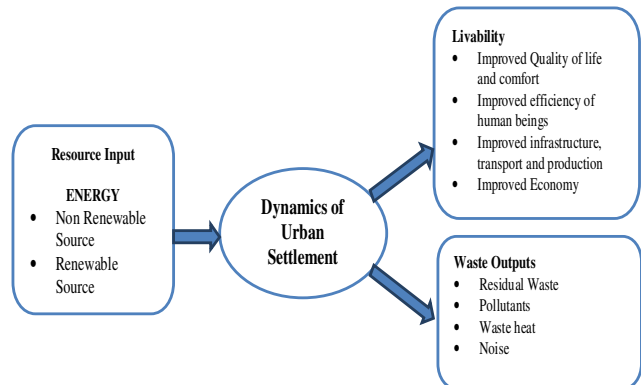 Resource Input
ENERGY
• Non Renewable
Source
• Renewable
Source
Dynamics of
Urban
Settlement
Livability
• Improved Quality of life
and comfort
• Improved efficiency of
human beings
• Improved infrastructure,
transport and production
• Improved Economy
Waste Outputs
• Residual Waste
• Pollutants
• Waste heat
• Noise